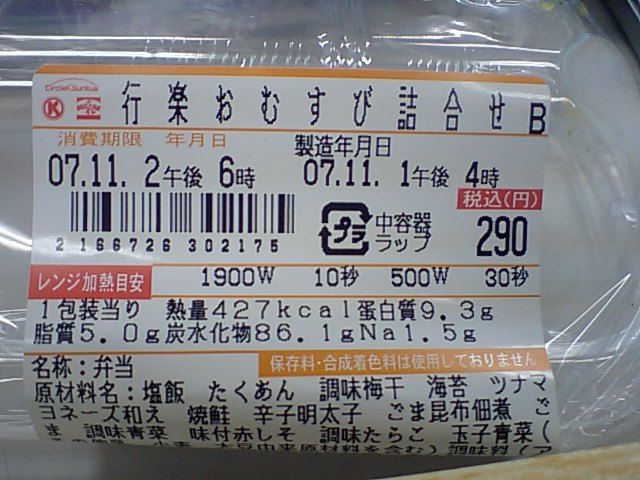 CircleK Sunkus
行楽おむすび詰合せB
消費期限 年月日 製造年月日
07.11. 2午後 6時 07.11. 1午後 4時
税込(円)
プラ 中容器 ラップ 290
2 166726 302175
レンジ加熱目安 1900W 10秒 500W 30秒
1包装当り 熱量427kcal蛋白質9.3g
脂質5.0g炭水化物86.1gNa1.5g
名称:弁当 保存料・合成着色料は使用しておりません
原材料名:塩飯 たくあん 調味梅干 海苔 ツナマ
ヨネーズ和え 焼鮭 辛子明太子 ごま昆布佃煮 ご
ま 調味青菜 味付赤しそ 調味たらこ 玉子青菜(